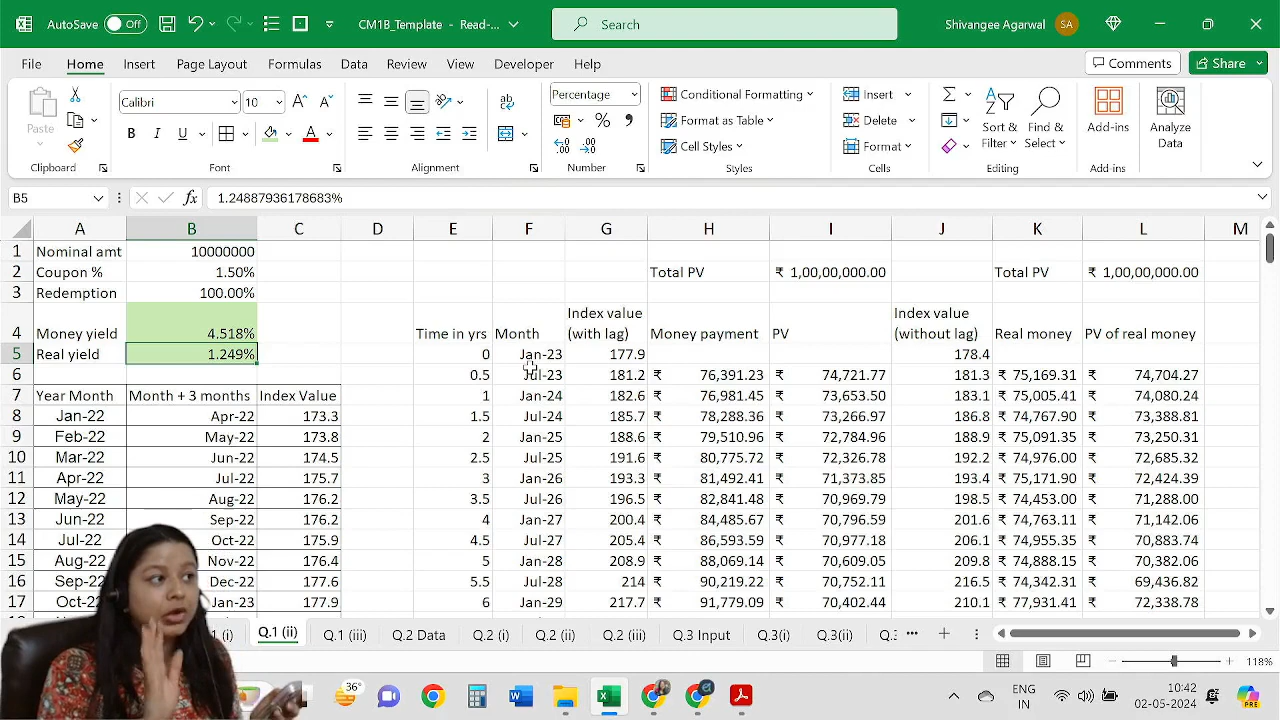 AutoSave Off CM1B_Template - Read-... Search Shivangee Agarwal SA
File Home Insert Page Layout Formulas Data Review View Developer Help Comments Share
Paste Calibri 10 Percentage Conditional Formatting Insert
Format as Table Delete Sort & Filter Find & Select Add-ins Analyze Data
Cell Styles Format
Clipboard Font Alignment Number Styles Cells Editing Add-ins
B5 fx 1.24887936178683%
A B C D E F G H I J K L M
1 Nominal amt 10000000
2 Coupon % 1.50% Total PV ₹ 1,00,00,000.00 Total PV ₹ 1,00,00,000.00
3 Redemption 100.00%
4 Money yield 4.518% Time in yrs Month Index value (with lag) Money payment PV Index value (without lag) Real money PV of real money
5 Real yield 1.249% 0 Jan-23 177.9 178.4
6 0.5 Jul-23 181.2 ₹ 76,391.23 ₹ 74,721.77 181.3 ₹ 75,169.31 ₹ 74,704.27
7 Year Month Month + 3 months Index Value 1 Jan-24 182.6 ₹ 76,981.45 ₹ 73,653.50 183.1 ₹ 75,005.41 ₹ 74,080.24
8 Jan-22 Apr-22 173.3 1.5 Jul-24 185.7 ₹ 78,288.36 ₹ 73,266.97 186.8 ₹ 74,767.90 ₹ 73,388.81
9 Feb-22 May-22 173.8 2 Jan-25 188.6 ₹ 79,510.96 ₹ 72,784.96 188.9 ₹ 75,091.35 ₹ 73,250.31
10 Mar-22 Jun-22 174.5 2.5 Jul-25 191.6 ₹ 80,775.72 ₹ 72,326.78 192.2 ₹ 74,976.00 ₹ 72,685.32
11 Apr-22 Jul-22 175.7 3 Jan-26 193.3 ₹ 81,492.41 ₹ 71,373.85 193.4 ₹ 75,171.90 ₹ 72,424.39
12 May-22 Aug-22 176.2 3.5 Jul-26 196.5 ₹ 82,841.48 ₹ 70,969.79 198.5 ₹ 74,453.00 ₹ 71,288.00
13 Jun-22 Sep-22 176.2 4 Jan-27 200.4 ₹ 84,485.67 ₹ 70,796.59 201.6 ₹ 74,763.11 ₹ 71,142.06
14 Jul-22 Oct-22 175.9 4.5 Jul-27 205.4 ₹ 86,593.59 ₹ 70,977.18 206.1 ₹ 74,955.35 ₹ 70,883.74
15 Aug-22 Nov-22 176.4 5 Jan-28 208.9 ₹ 88,069.14 ₹ 70,609.05 209.8 ₹ 74,888.15 ₹ 70,382.06
16 Sep-22 Dec-22 177.6 5.5 Jul-28 214 ₹ 90,219.22 ₹ 70,752.11 216.5 ₹ 74,342.31 ₹ 69,436.82
17 Oct-22 Jan-23 177.9 6 Jan-29 217.7 ₹ 91,779.09 ₹ 70,402.44 210.1 ₹ 77,931.41 ₹ 72,338.78
(i) Q.1 (ii) Q.1 (iii) Q.2 Data Q.2 (i) Q.2 (ii) Q.2 (iii) Q.3 Input Q.3(i) Q.3(ii) Q.:
118%
36° ENG IN 10:42 02-05-2024 PRE